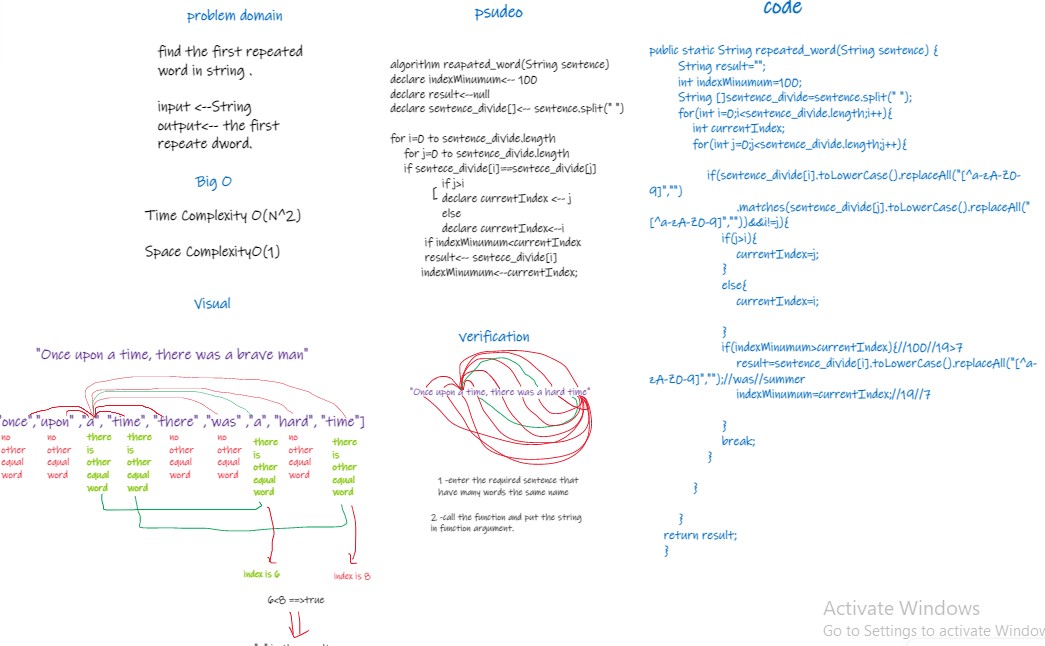 problem domain
find the first repeated
word in string .
input <--String
output<-- the first
repeate dword.
Big O
Time Complexity O(N^2)
Space ComplexityO(1)
Visual
"Once upon a time, there was a brave man"
"once","upon" ,"a", "time", "there" ,"was" ,"a", "hard", "time"]
no
other
equal
word
no
other
equal
word
there
is
other
equal
word
there
is
other
equal
word
no
other
equal
word
no
other
equal
word
there
is
other
equal
word
no
other
equal
word
there
is
other
equal
word
index is 6
index is 8
6<8 ==>true
psudeo
algorithm reapated_word(String sentence)
declare indexMinumum<-- 100
declare result<--null
declare sentence_divide[]<-- sentence.split(" ")
for i=0 to sentence_divide.length
for j=0 to sentence_divide.length
if sentece_divide[i]==sentece_divide[j]
if j>i
declare currentIndex <-- j
else
declare currentIndex<--i
if indexMinumum<currentIndex
result<-- sentece_divide[i]
indexMinumum<--currentIndex;
verification
"Once upon a time, there was a hard time"
1 -enter the required sentence that
have many words the same name
2 -call the function and put the string
in function argument.
code
public static String repeated_word(String sentence) {
String result="";
int indexMinumum=100;
String []sentence_divide=sentence.split(" ");
for(int i=0;i<sentence_divide.length;i++){
int currentIndex;
for(int j=0;j<sentence_divide.length;j++){
if(sentence_divide[i].toLowerCase().replaceAll("[^a-zA-Z0-
9]","")
.matches(sentence_divide[j].toLowerCase().replaceAll("
[^a-zA-Z0-9]",""))&&i!=j){
if(j>i){
currentIndex=j;
}
else{
currentIndex=i;
}
if(indexMinumum>currentIndex){//100//19>7
result=sentence_divide[i].toLowerCase().replaceAll("[^a-
zA-Z0-9]","");//was//summer
indexMinumum=currentIndex;//19//7
}
break;
}
}
}
return result;
}
Activate Windows
Go to Settings to activate Window